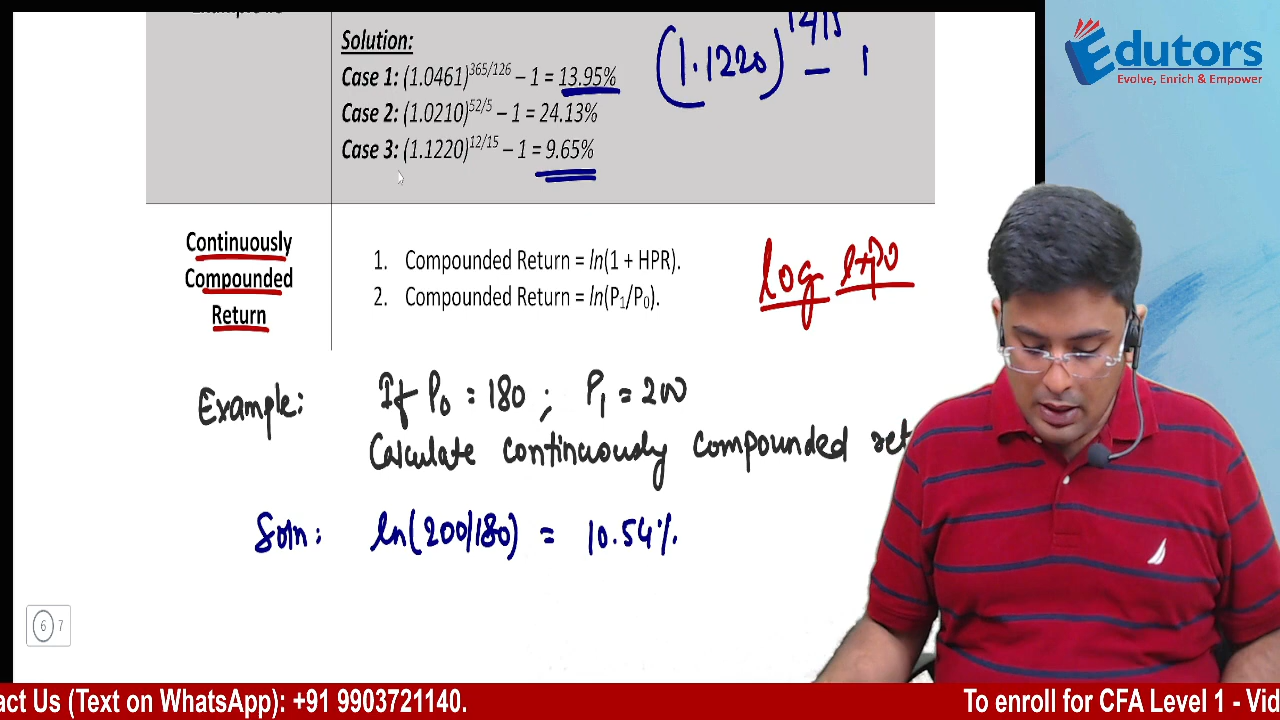 Solution:
Case 1: (1.0461)^365/126 – 1 = 13.95%
Case 2: (1.0210)^52/5 – 1 = 24.13%
Case 3: (1.1220)^12/15 – 1 = 9.65%
(1.1220)^12/15 – 1
Edutors
Evolve, Enrich & Empower
Continuously
Compounded
Return
1. Compounded Return = ln(1 + HPR).
2. Compounded Return = ln(P₁/P₀).
log
Example: If P₀ = 180 ; P₁ = 200
Calculate continuously compounded ret
Soln: ln(200/180) = 10.54%
6 7
act Us (Text on WhatsApp): +91 9903721140.
To enroll for CFA Level 1 - Vid